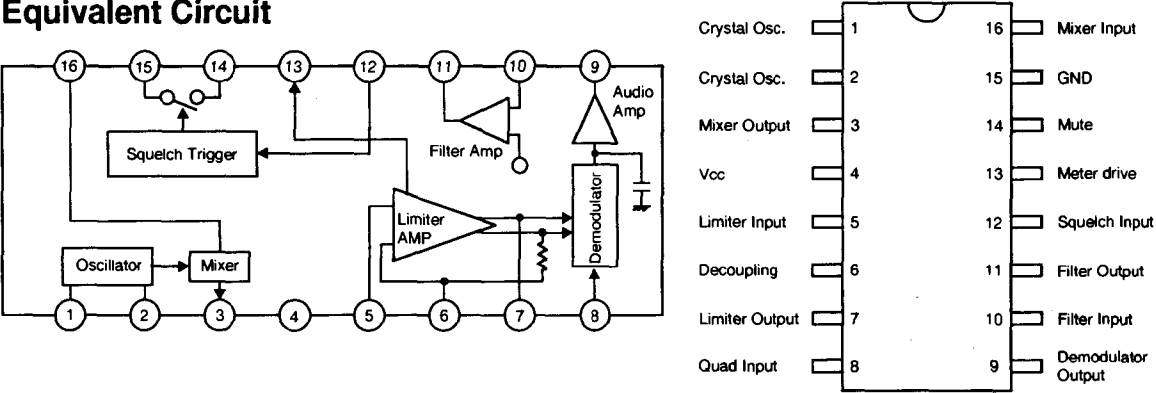 Equivalent Circuit
16 15 14 13 12 11 10 9
Audio
Amp
Filter Amp
Squelch Trigger
Limiter
AMP
Demodulator
Oscillator
Mixer
1 2 3 4 5 6 7 8
Crystal Osc. 1 16 Mixer Input
Crystal Osc. 2 15 GND
Mixer Output 3 14 Mute
Vcc 4 13 Meter drive
Limiter Input 5 12 Squelch Input
Decoupling 6 11 Filter Output
Limiter Output 7 10 Filter Input
Quad Input 8 9 Demodulator
Output